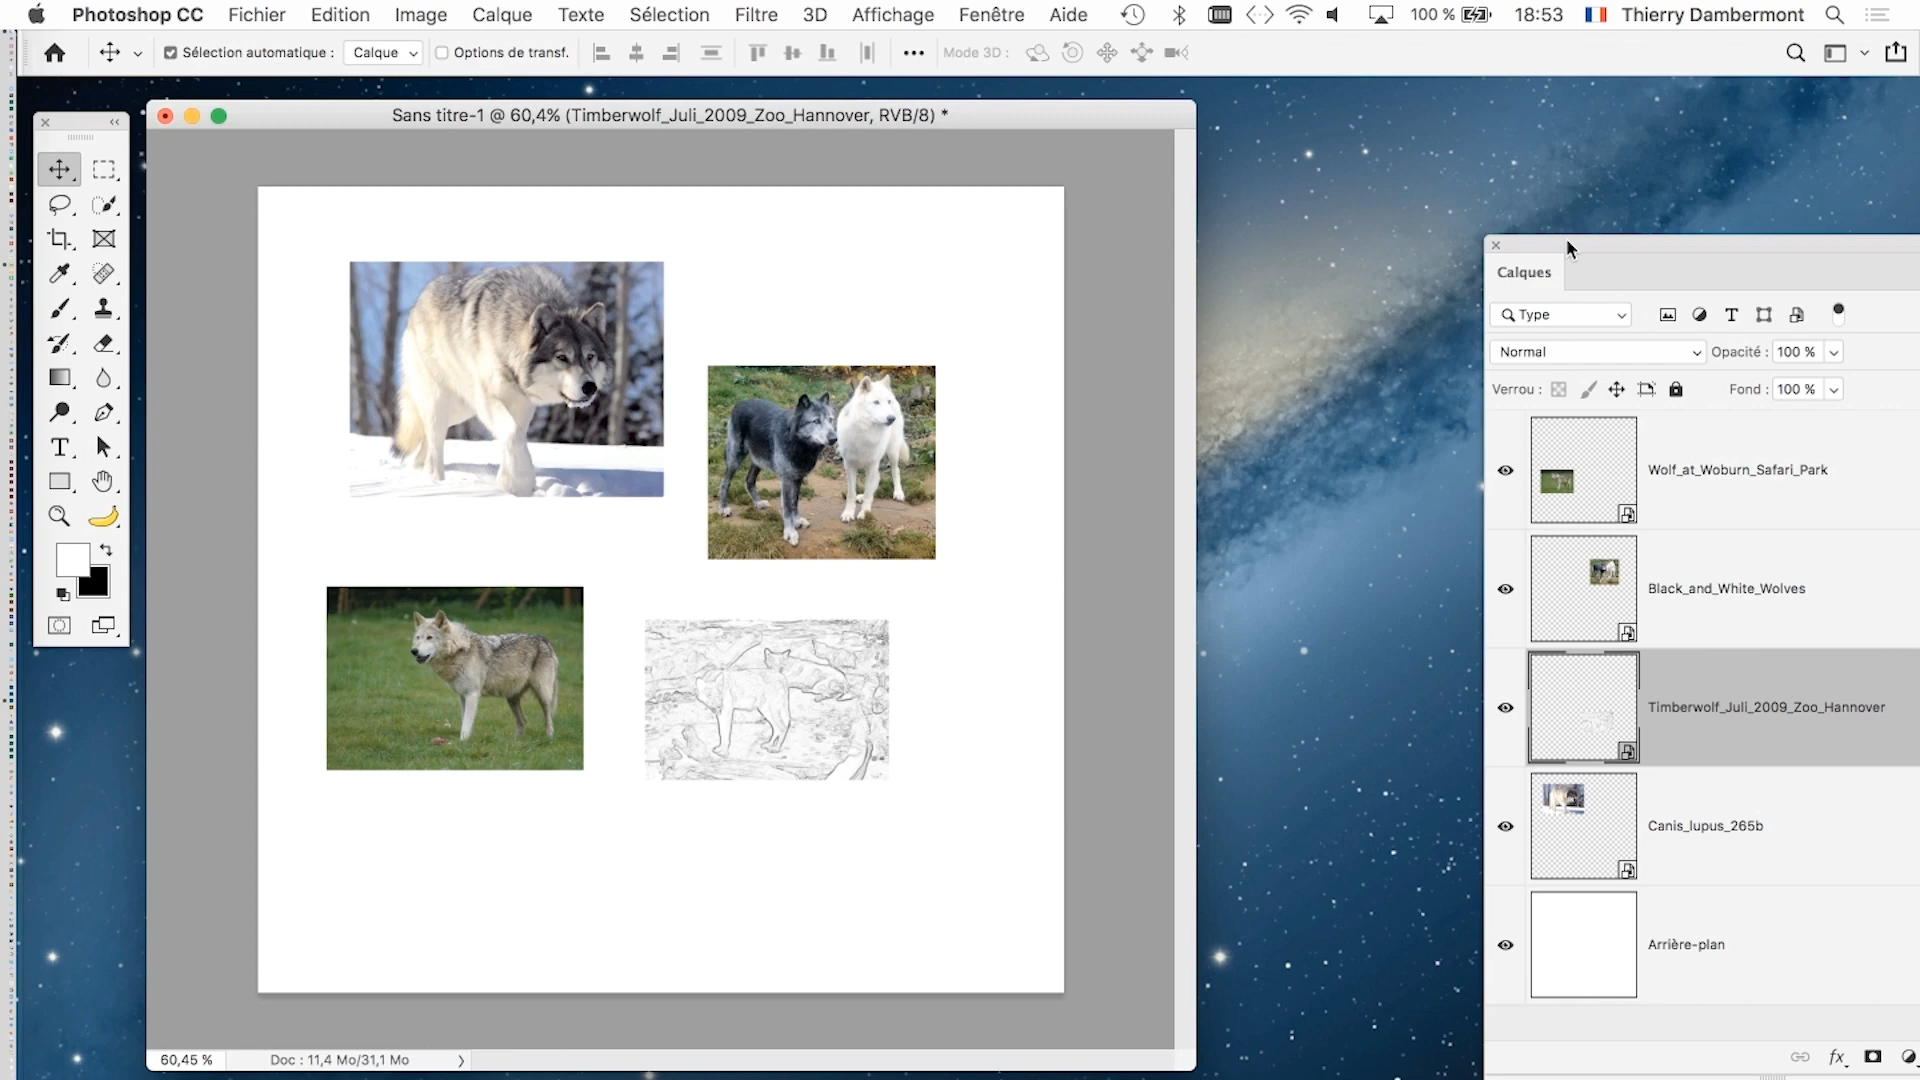 Photoshop CC Fichier Edition Image Calque Texte Sélection Filtre 3D Affichage Fenêtre Aide 100 % 18:53 Thierry Dambermont
Sélection automatique : Calque Options de transf. Mode 3D :
Sans titre-1 @ 60,4% (Timberwolf_Juli_2009_Zoo_Hannover, RVB/8) *
Calques
Type
Normal Opacité : 100 %
Verrou : Fond : 100 %
Wolf_at_Woburn_Safari_Park
Black_and_White_Wolves
Timberwolf_Juli_2009_Zoo_Hannover
Canis_lupus_265b
Arrière-plan
60,45 % Doc : 11,4 Mo/31,1 Mo
fx